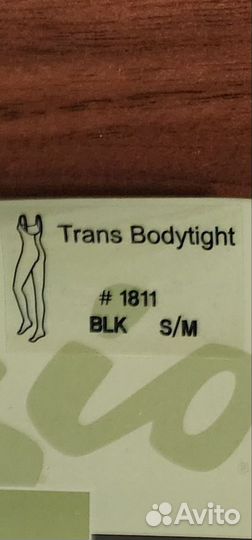 Trans Bodytight
# 1811
BLK S/M
Avito